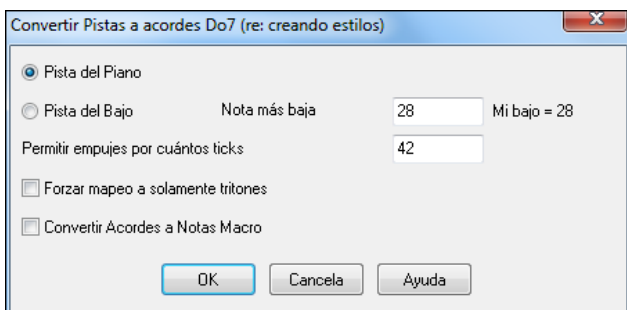 Convertir Pistas a acordes Do7 (re: creando estilos)
Pista del Piano
Pista del Bajo Nota más baja 28 Mi bajo = 28
Permitir empujes por cuántos ticks 42
Forzar mapeo a solamente tritones
Convertir Acordes a Notas Macro
OK Cancela Ayuda